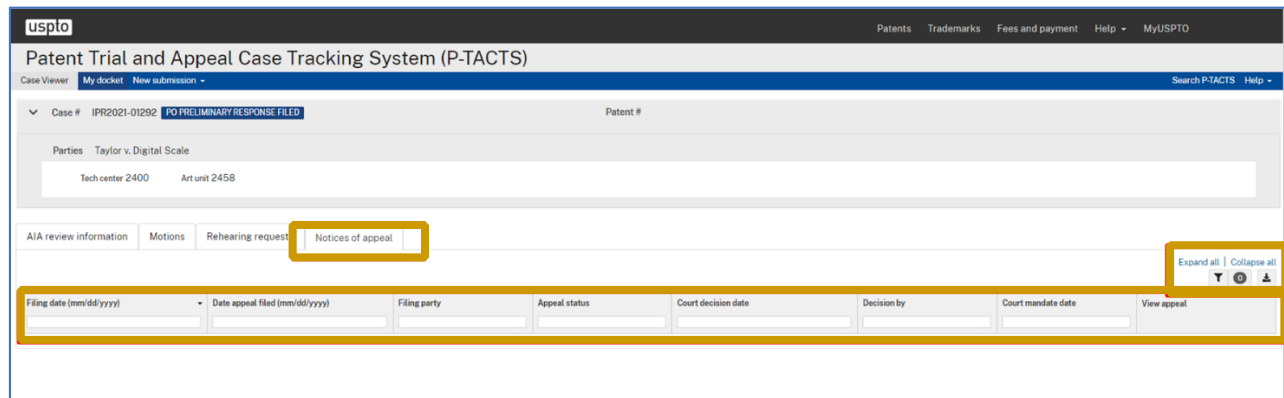 uspto Patents Trademarks Fees and payment Help MyUSPTO
Patent Trial and Appeal Case Tracking System (P-TACTS)
Case Viewer My docket New submission Search P-TACTS Help
Case # IPR2021-01292 PO PRELIMINARY RESPONSE FILED Patent #
Parties Taylor v. Digital Scale
Tech center 2400 Art unit 2458
AIA review information Motions Rehearing request Notices of appeal
Expand all | Collapse all
0
Filing date (mm/dd/yyyy) Date appeal filed (mm/dd/yyyy) Filing party Appeal status Court decision date Decision by Court mandate date View appeal